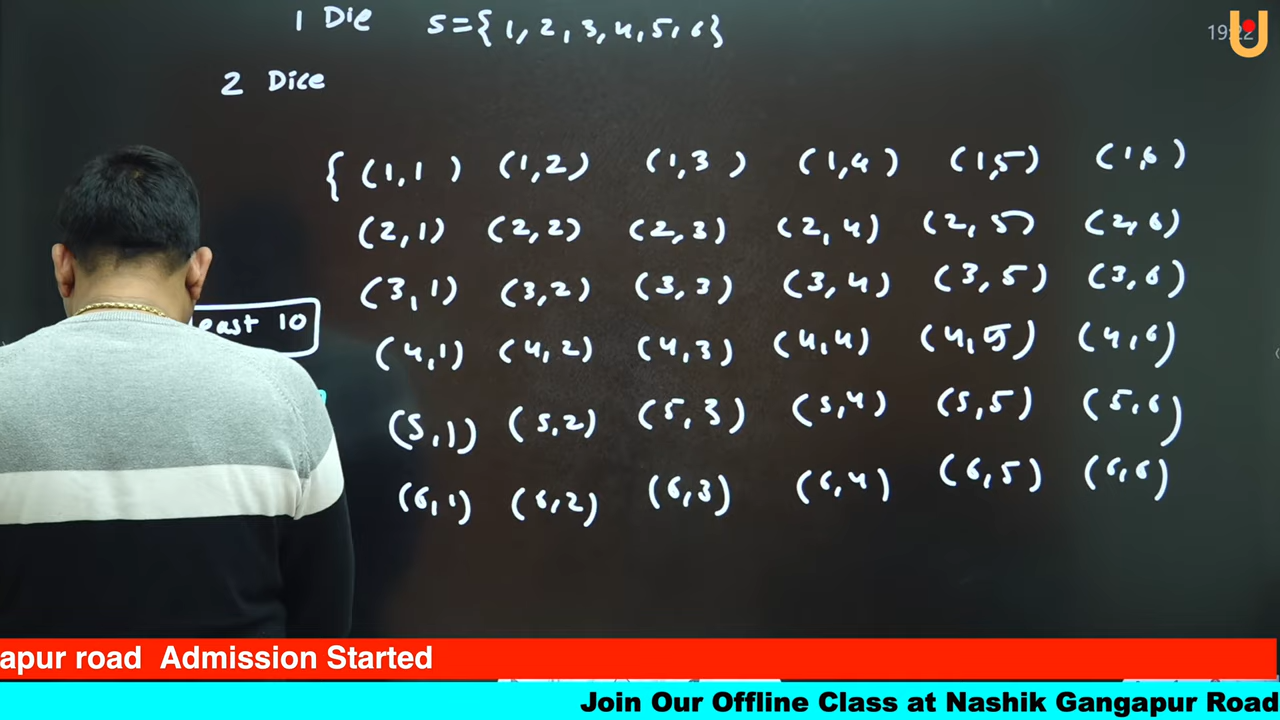 1 Die S={1,2,3,4,5,6}
19:22
2 Dice
{ (1,1) (1,2) (1,3) (1,4) (1,5) (1,6)
(2,1) (2,2) (2,3) (2,4) (2,5) (2,6)
(3,1) (3,2) (3,3) (3,4) (3,5) (3,6)
east 10
(4,1) (4,2) (4,3) (4,4) (4,5) (4,6)
(5,1) (5,2) (5,3) (5,4) (5,5) (5,6)
(6,1) (6,2) (6,3) (6,4) (6,5) (6,6)
apur road Admission Started
Join Our Offline Class at Nashik Gangapur Road